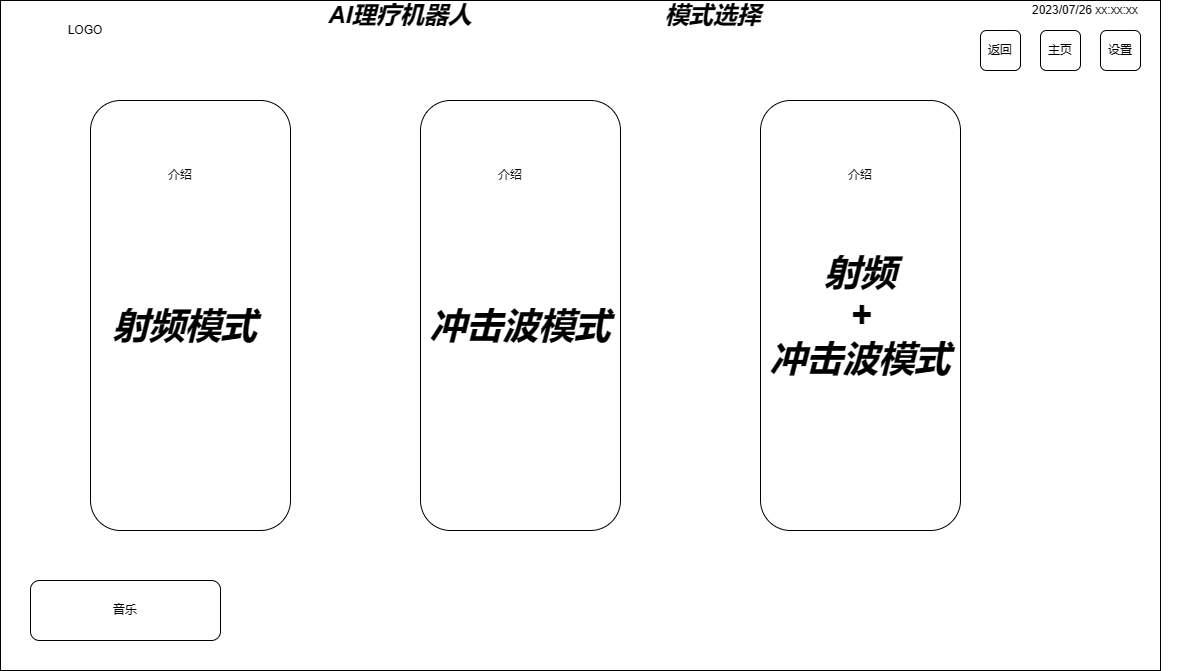 AI理疗机器人
模式选择
2023/07/26 xx:xx:xx
LOGO
返回
主页
设置
介绍
射频模式
介绍
冲击波模式
介绍
射频
+
冲击波模式
音乐